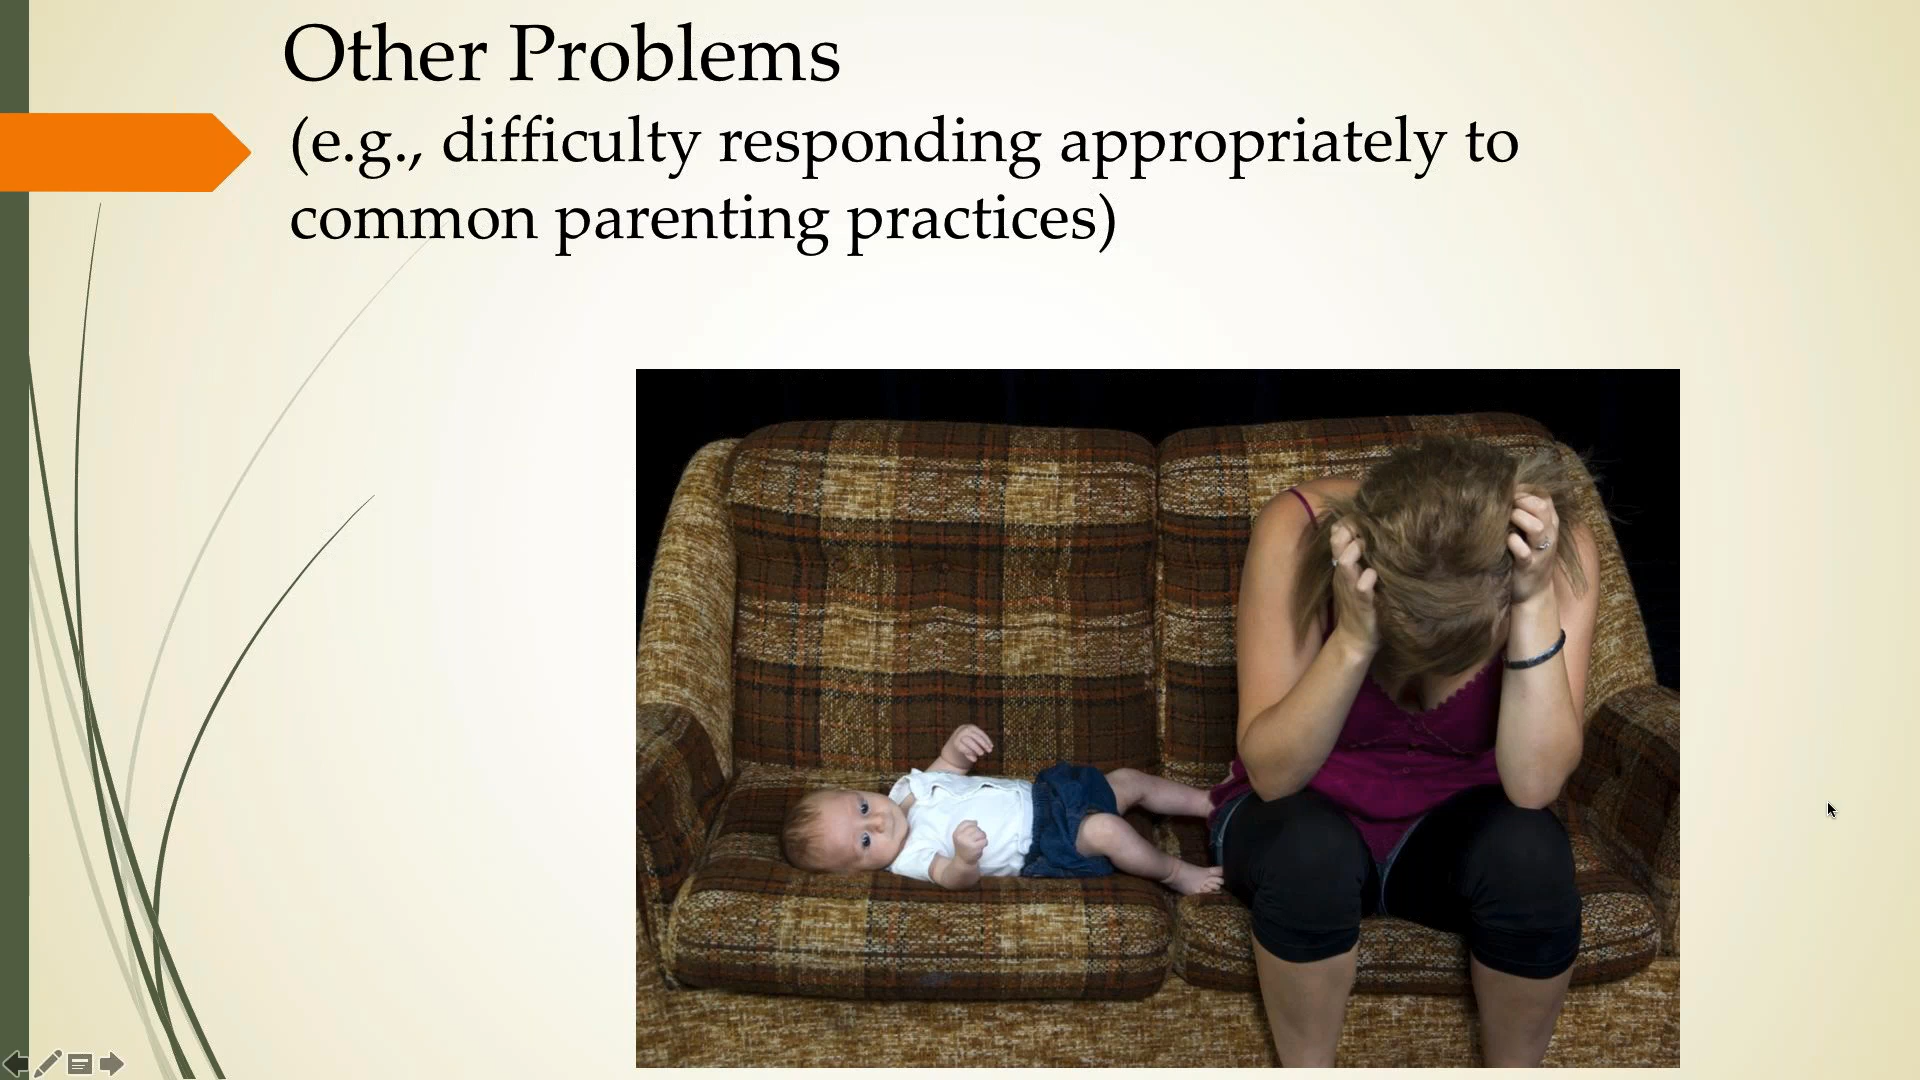 Other Problems
(e.g., difficulty responding appropriately to
common parenting practices)